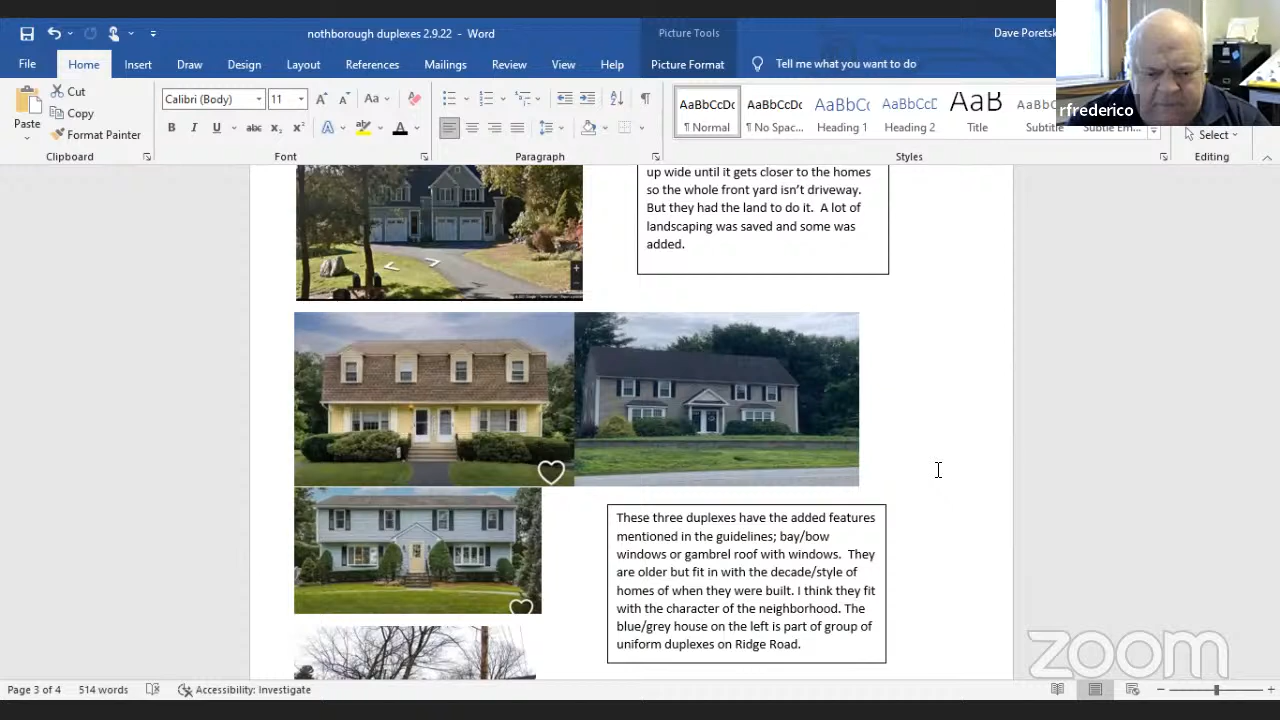 nothborough duplexes 2.9.22 - Word
Picture Tools
Dave Poretsk
File
Home
Insert
Draw
Design
Layout
References
Mailings
Review
View
Help
Picture Format
Tell me what you want to do
rfrederico
Paste
Cut
Copy
Format Painter
Calibri (Body)
11
Aa
B I U abc x₂ x²
A
AaBbCcDc
¶ Normal
AaBbCcDc
¶ No Spac...
AaBbCc
Heading 1
AaBbCcE
Heading 2
AaB
Title
AaBbCc
Subtitle
Subtle Em...
Select
Clipboard
Font
Paragraph
Styles
Editing
up wide until it gets closer to the homes
so the whole front yard isn't driveway.
But they had the land to do it. A lot of
landscaping was saved and some was
added.
These three duplexes have the added features
mentioned in the guidelines; bay/bow
windows or gambrel roof with windows. They
are older but fit in with the decade/style of
homes of when they were built. I think they fit
with the character of the neighborhood. The
blue/grey house on the left is part of group of
uniform duplexes on Ridge Road.
zoom
Page 3 of 4
514 words
Accessibility: Investigate